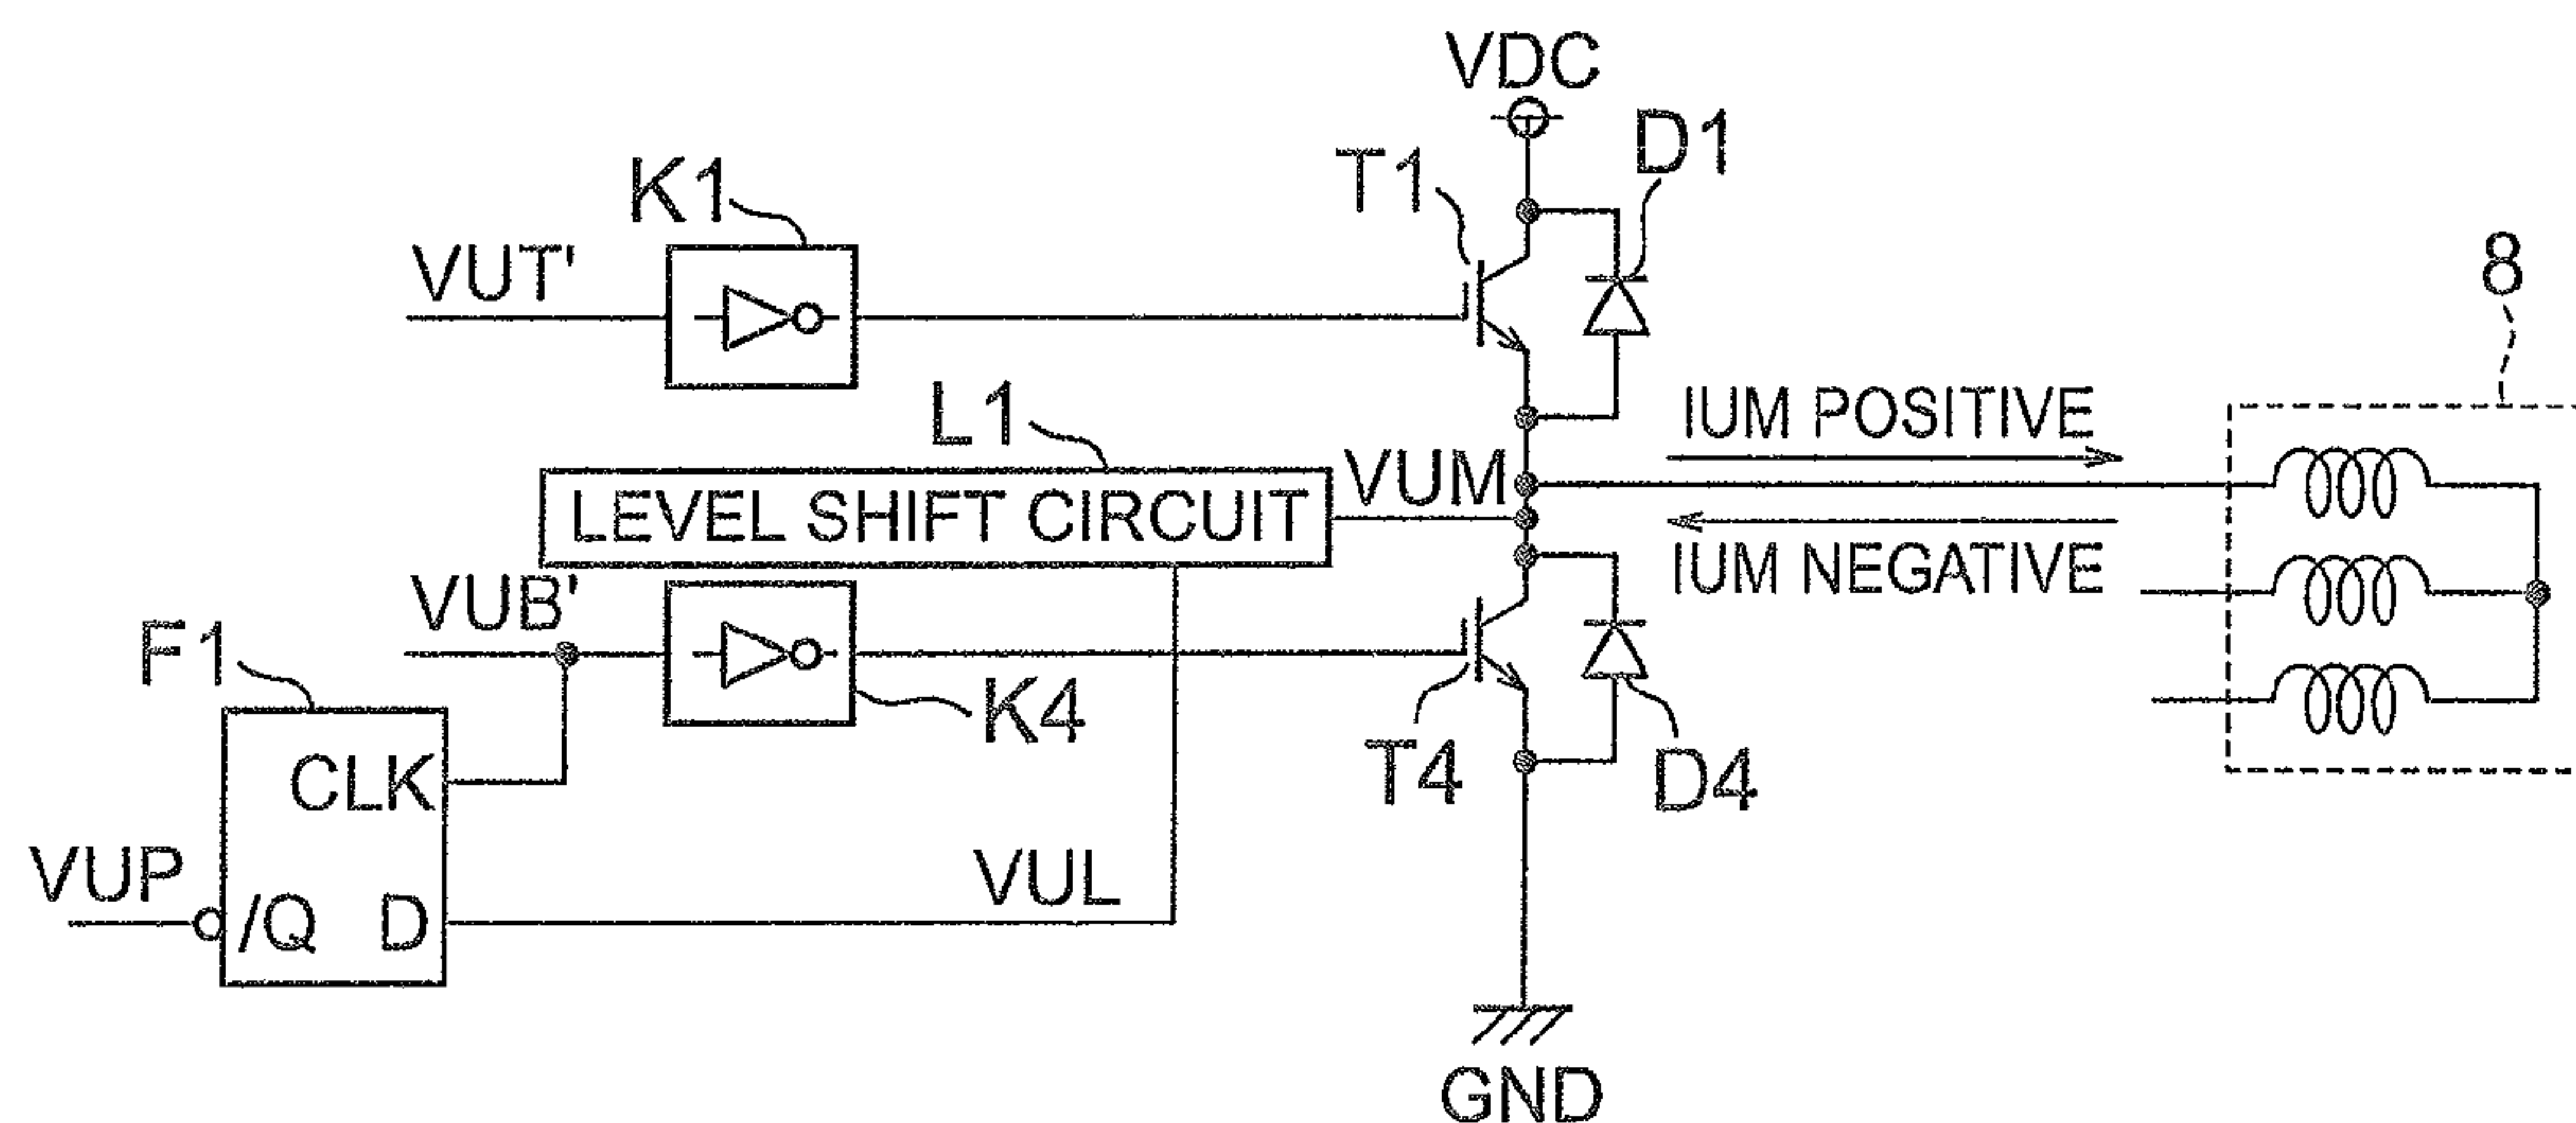 VDC
D1
T1
K1
VUT'
8
L1
IUM POSITIVE
VUM
LEVEL SHIFT CIRCUIT
IUM NEGATIVE
VUB'
F1
K4
CLK
T4
D4
VUP
/Q D
VUL
GND